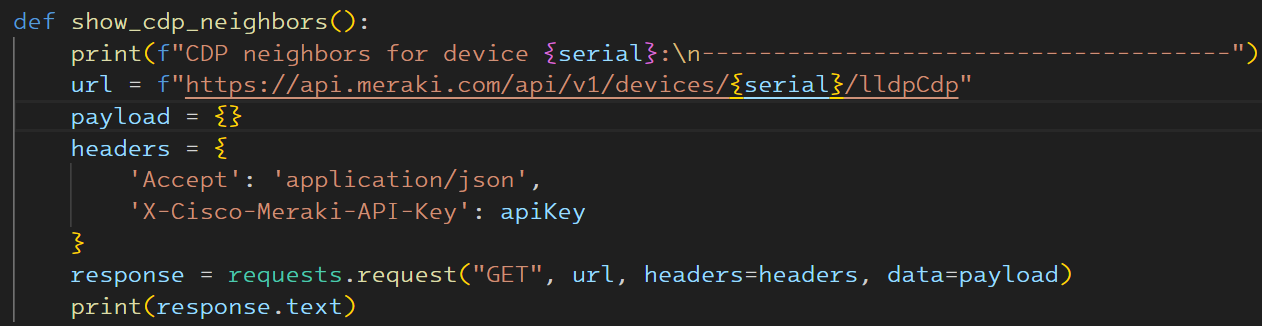 def show_cdp_neighbors():
    print(f"CDP neighbors for device {serial}:\n-------------------------------------")
    url = f"https://api.meraki.com/api/v1/devices/{serial}/lldpCdp"
    payload = {}
    headers = {
        'Accept': 'application/json',
        'X-Cisco-Meraki-API-Key': apiKey
    }
    response = requests.request("GET", url, headers=headers, data=payload)
    print(response.text)